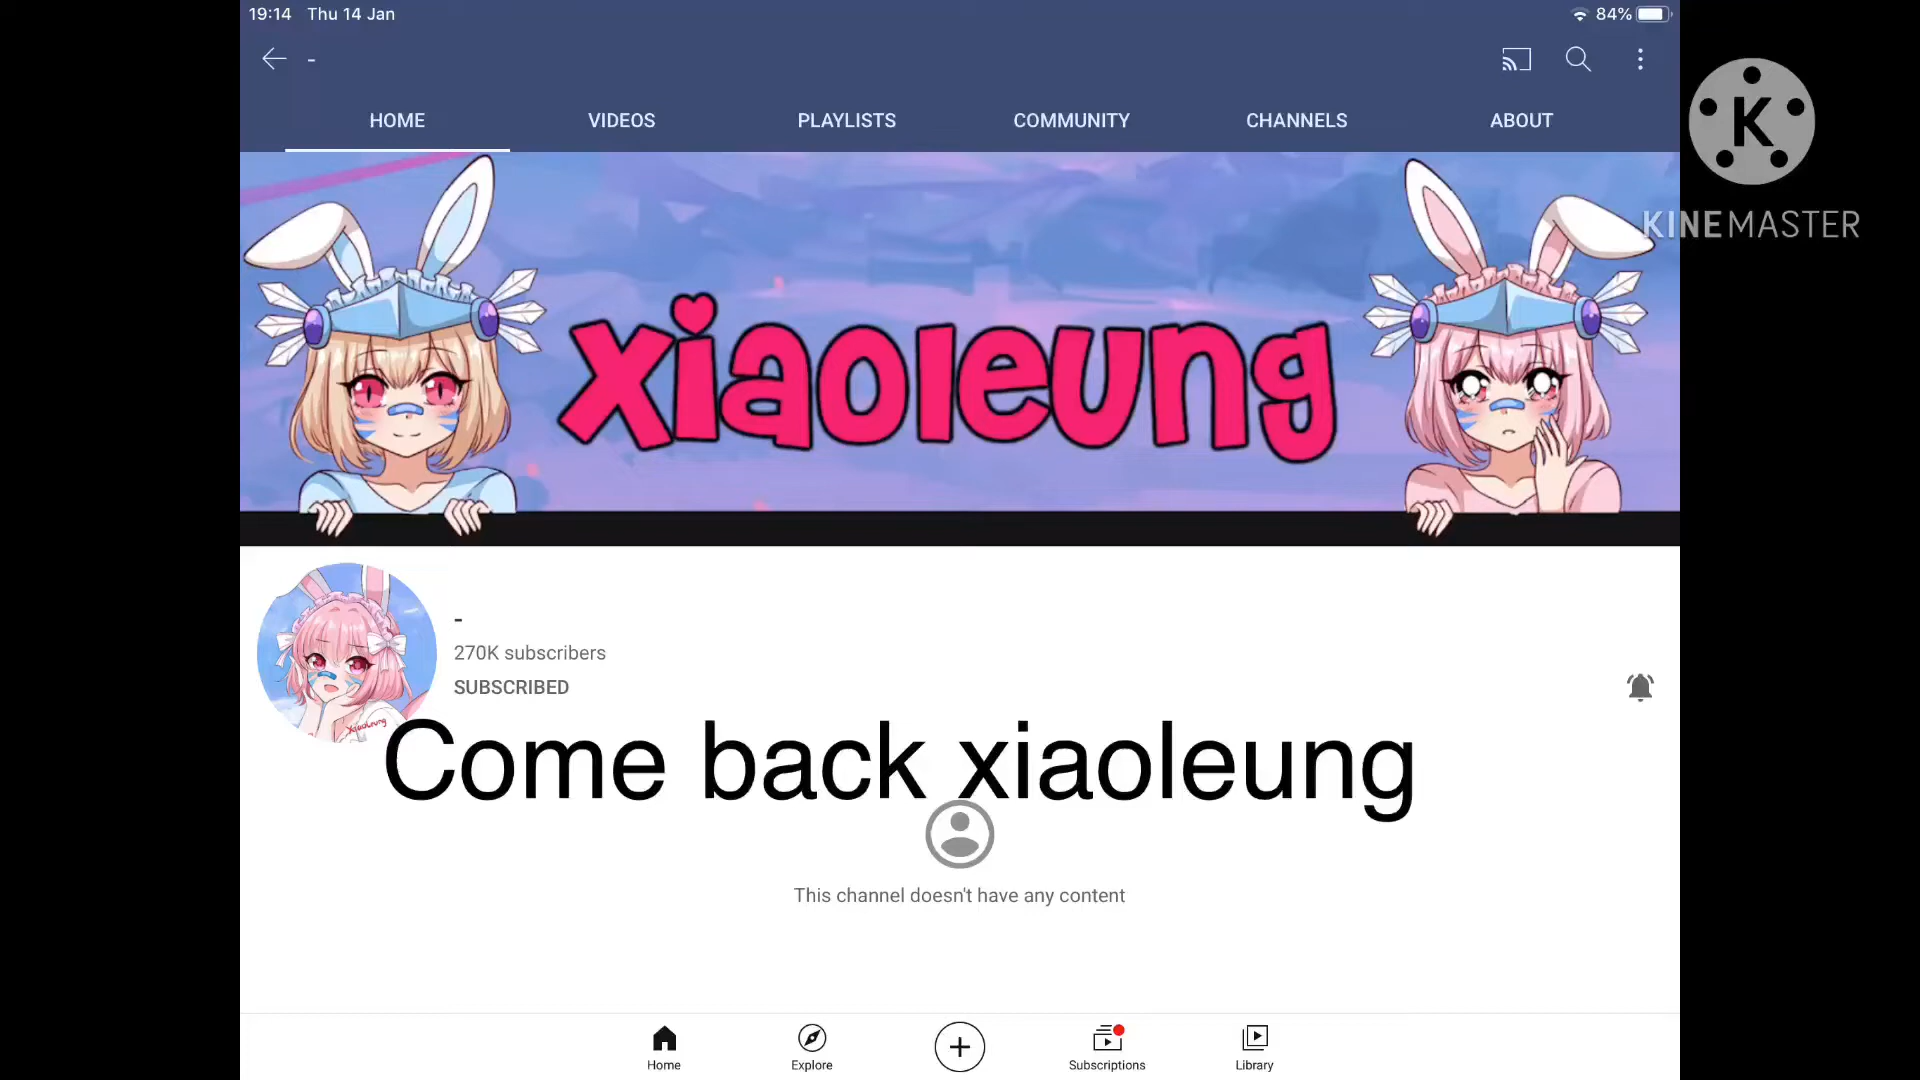 19:14 Thu 14 Jan 84%
-
HOME VIDEOS PLAYLISTS COMMUNITY CHANNELS ABOUT
K
KINEMASTER
xiaoleung
-
270K subscribers
SUBSCRIBED
XiaoLeung
Come back xiaoleung
This channel doesn't have any content
Home Explore Subscriptions Library